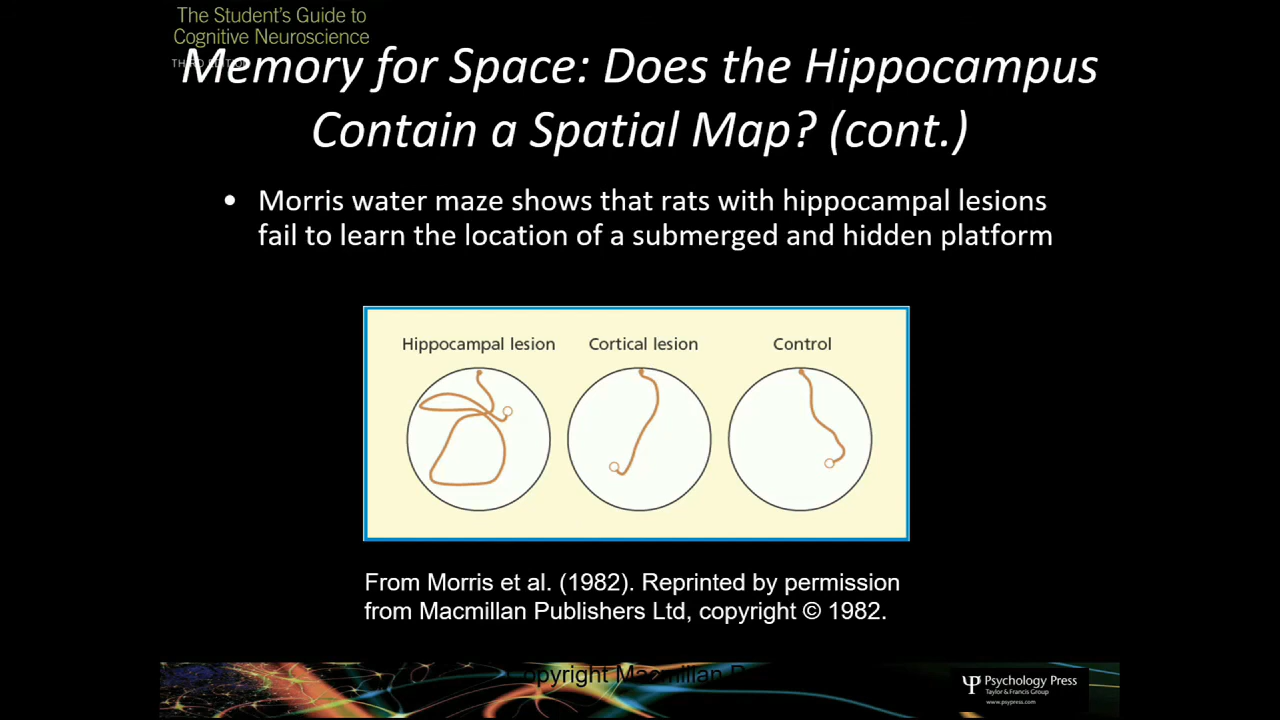 The Student's Guide to
Cognitive Neuroscience
THIRD EDITION
Memory for Space: Does the Hippocampus
Contain a Spatial Map? (cont.)
• Morris water maze shows that rats with hippocampal lesions
fail to learn the location of a submerged and hidden platform
Hippocampal lesion
Cortical lesion
Control
From Morris et al. (1982). Reprinted by permission
from Macmillan Publishers Ltd, copyright © 1982.
Copyright Macmillan
Psychology Press
Taylor & Francis Group
www.psypress.com